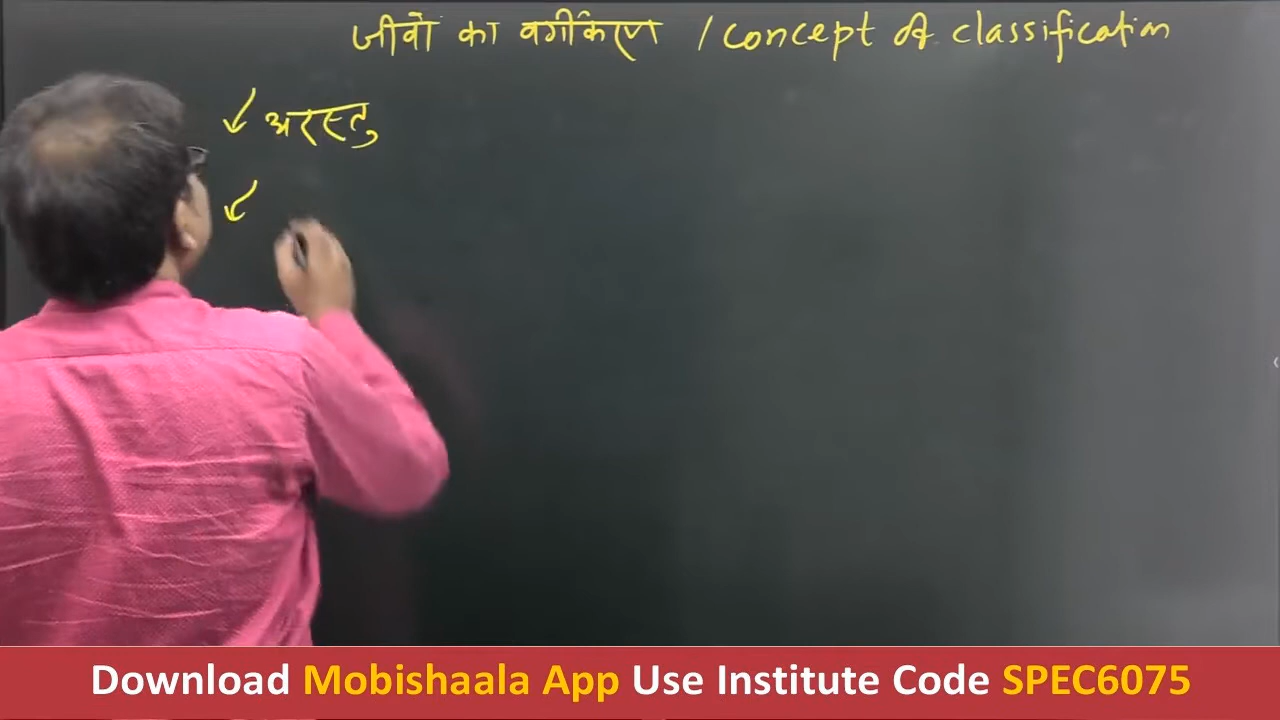 जीवों का वर्गीकरण / concept of classification
अरस्तु
Download Mobishaala App Use Institute Code SPEC6075